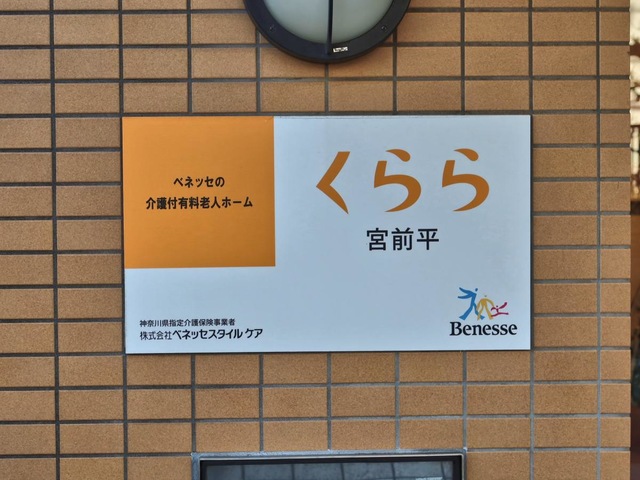 ベネッセの
介護付有料老人ホーム
くらら
宮前平
神奈川県指定介護保険事業者
株式会社ベネッセスタイルケア
Benesse